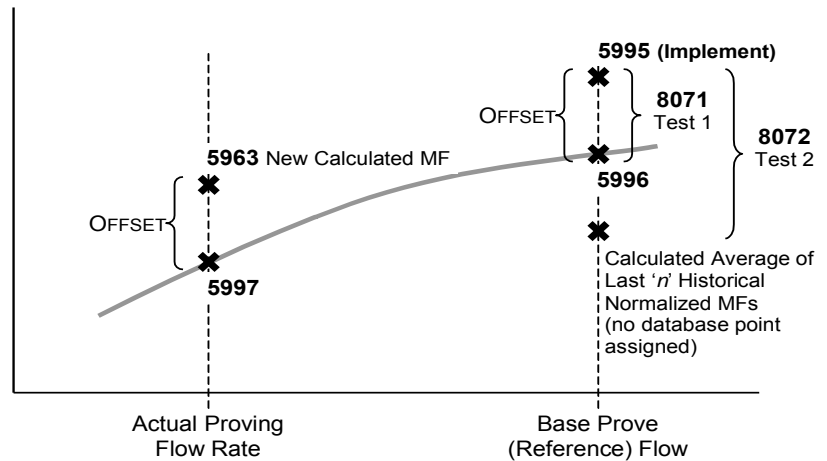 5995 (Implement)
OFFSET
8071
Test 1
8072
Test 2
5963 New Calculated MF
5996
OFFSET
5997
Calculated Average of
Last ‘n’ Historical
Normalized MFs
(no database point
assigned)
Actual Proving
Flow Rate
Base Prove
(Reference) Flow